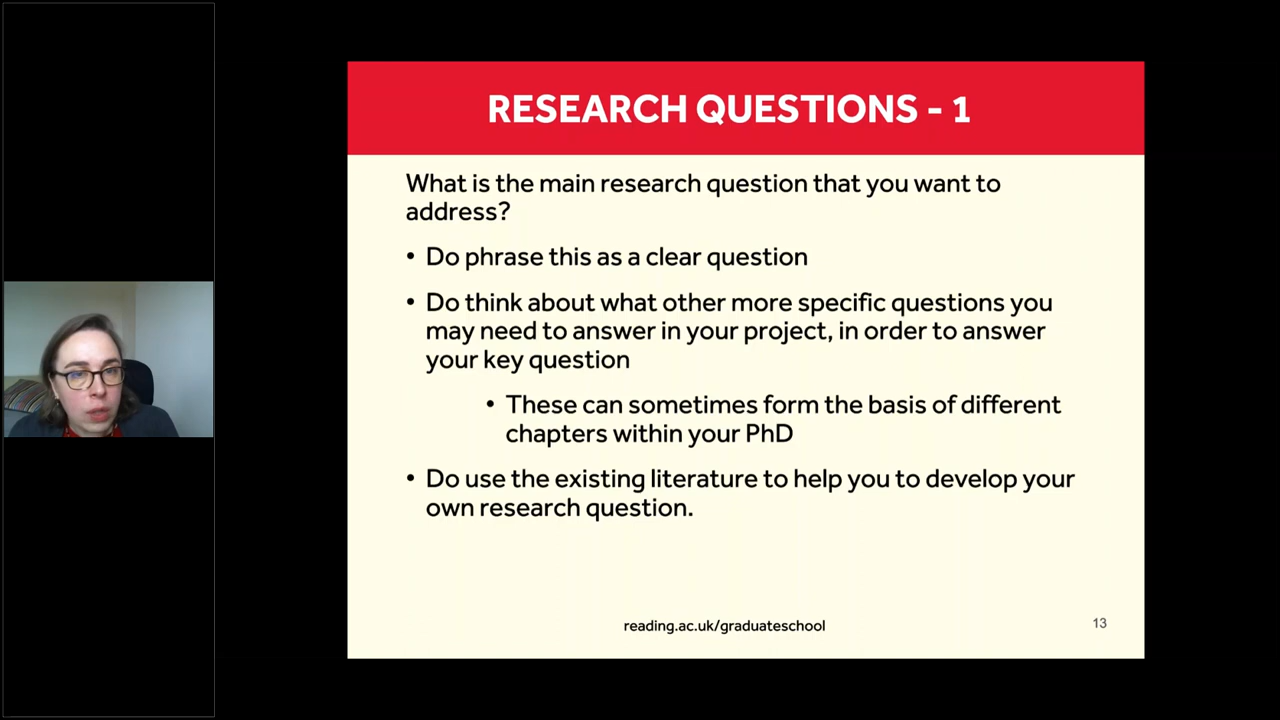 RESEARCH QUESTIONS - 1
What is the main research question that you want to
address?
• Do phrase this as a clear question
• Do think about what other more specific questions you
may need to answer in your project, in order to answer
your key question
• These can sometimes form the basis of different
chapters within your PhD
• Do use the existing literature to help you to develop your
own research question.
reading.ac.uk/graduateschool
13